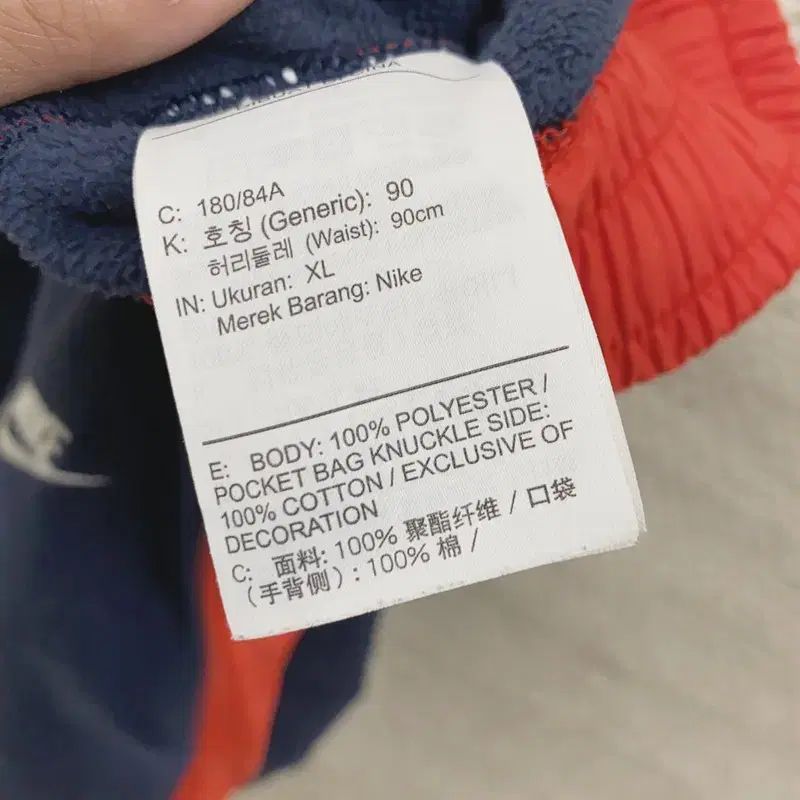 C: 180/84A
K: 호칭 (Generic): 90
허리둘레 (Waist): 90cm
IN: Ukuran: XL
Merek Barang: Nike
E: BODY: 100% POLYESTER /
POCKET BAG KNUCKLE SIDE:
100% COTTON / EXCLUSIVE OF
DECORATION
C: 面料: 100% 聚酯纤维 / 口袋
（手背侧）: 100% 棉 /